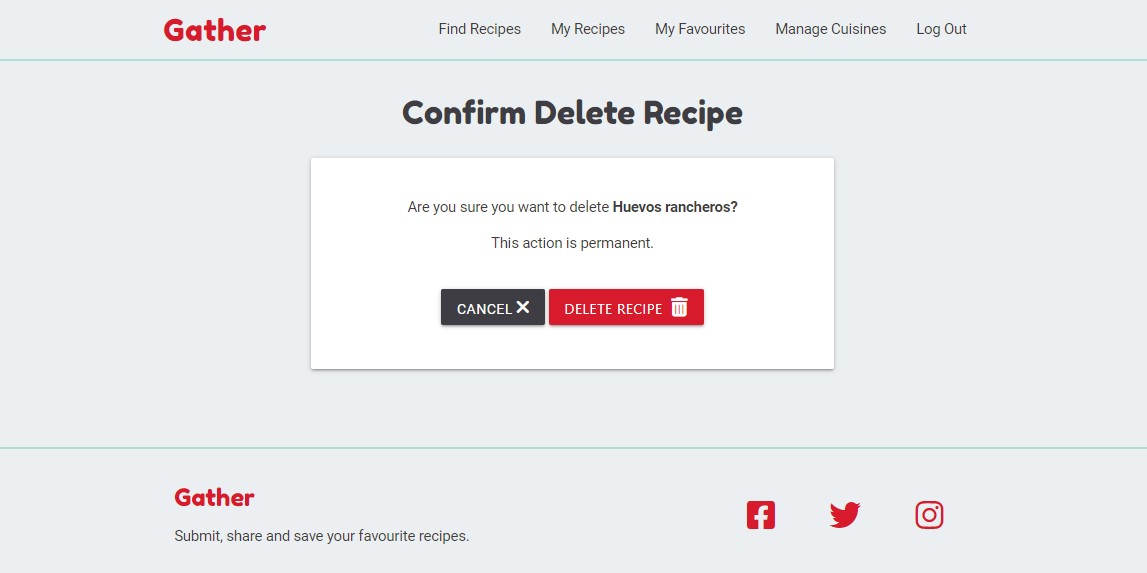 Gather Find Recipes My Recipes My Favourites Manage Cuisines Log Out
Confirm Delete Recipe
Are you sure you want to delete Huevos rancheros?
This action is permanent.
CANCEL DELETE RECIPE
Gather
Submit, share and save your favourite recipes.